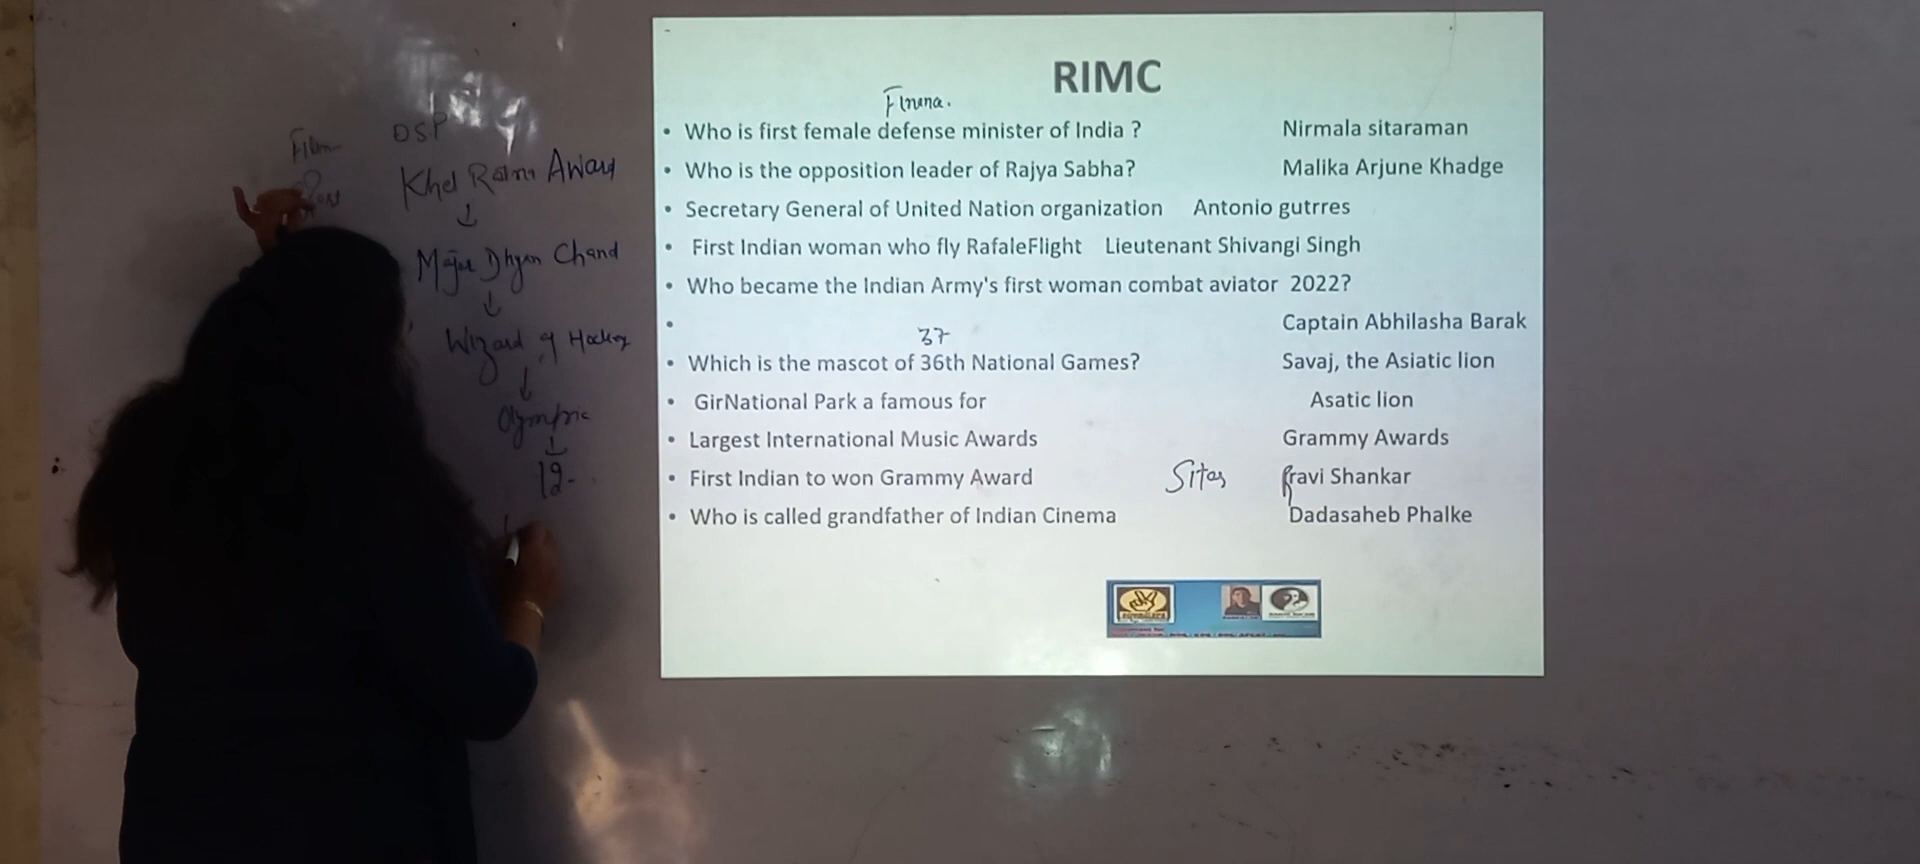 RIMC
Finana.
• Who is first female defense minister of India ? Nirmala sitaraman
• Who is the opposition leader of Rajya Sabha? Malika Arjune Khadge
• Secretary General of United Nation organization Antonio gutrres
• First Indian woman who fly RafaleFlight Lieutenant Shivangi Singh
• Who became the Indian Army's first woman combat aviator 2022?
• Captain Abhilasha Barak
37
• Which is the mascot of 36th National Games? Savaj, the Asiatic lion
• GirNational Park a famous for Asatic lion
• Largest International Music Awards Grammy Awards
• First Indian to won Grammy Award Sitar Rravi Shankar
• Who is called grandfather of Indian Cinema Dadasaheb Phalke
Film
DSP
Khel Ratna Award
↓
Major Dhyan Chand
↓
Wizard of Hockey
↓
Olympic
↓